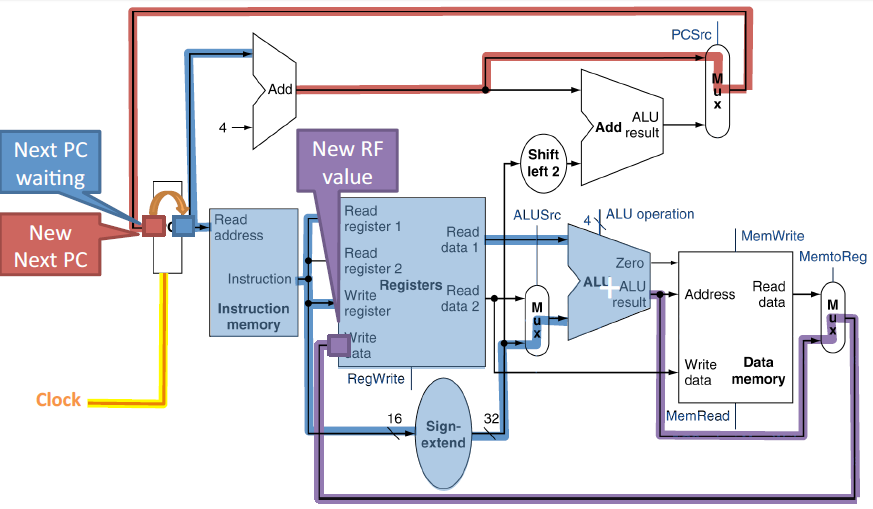 PCSrc
Add
4
M
u
x
Add
ALU
result
Next PC
waiting
New RF
value
Shift
left 2
New
Next PC
C
Read
address
Instruction
Instruction
memory
Read
register 1
Read
register 2
Write
register
Write
data
Registers
Read
data 1
Read
data 2
RegWrite
ALUSrc
M
u
x
4
ALU operation
Zero
ALU
ALU
result
MemWrite
Address
Read
data
Write
data
Data
memory
MemRead
MemtoReg
M
u
x
Clock
16
Sign-
extend
32